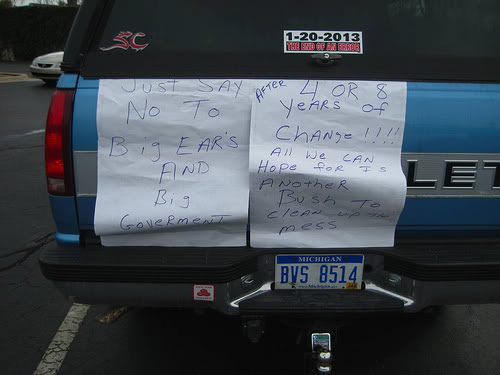 SC
1-20-2013
THE END OF AN ERROR
Just SAY
No To
Big EAR'S
AND
Big
Goverment
AFTER 4 OR 8
years of
Change !!!!
All we CAN
Hope for Is
Another
Bush To
clean up the
mess
LET
MICHIGAN
BVS 8514